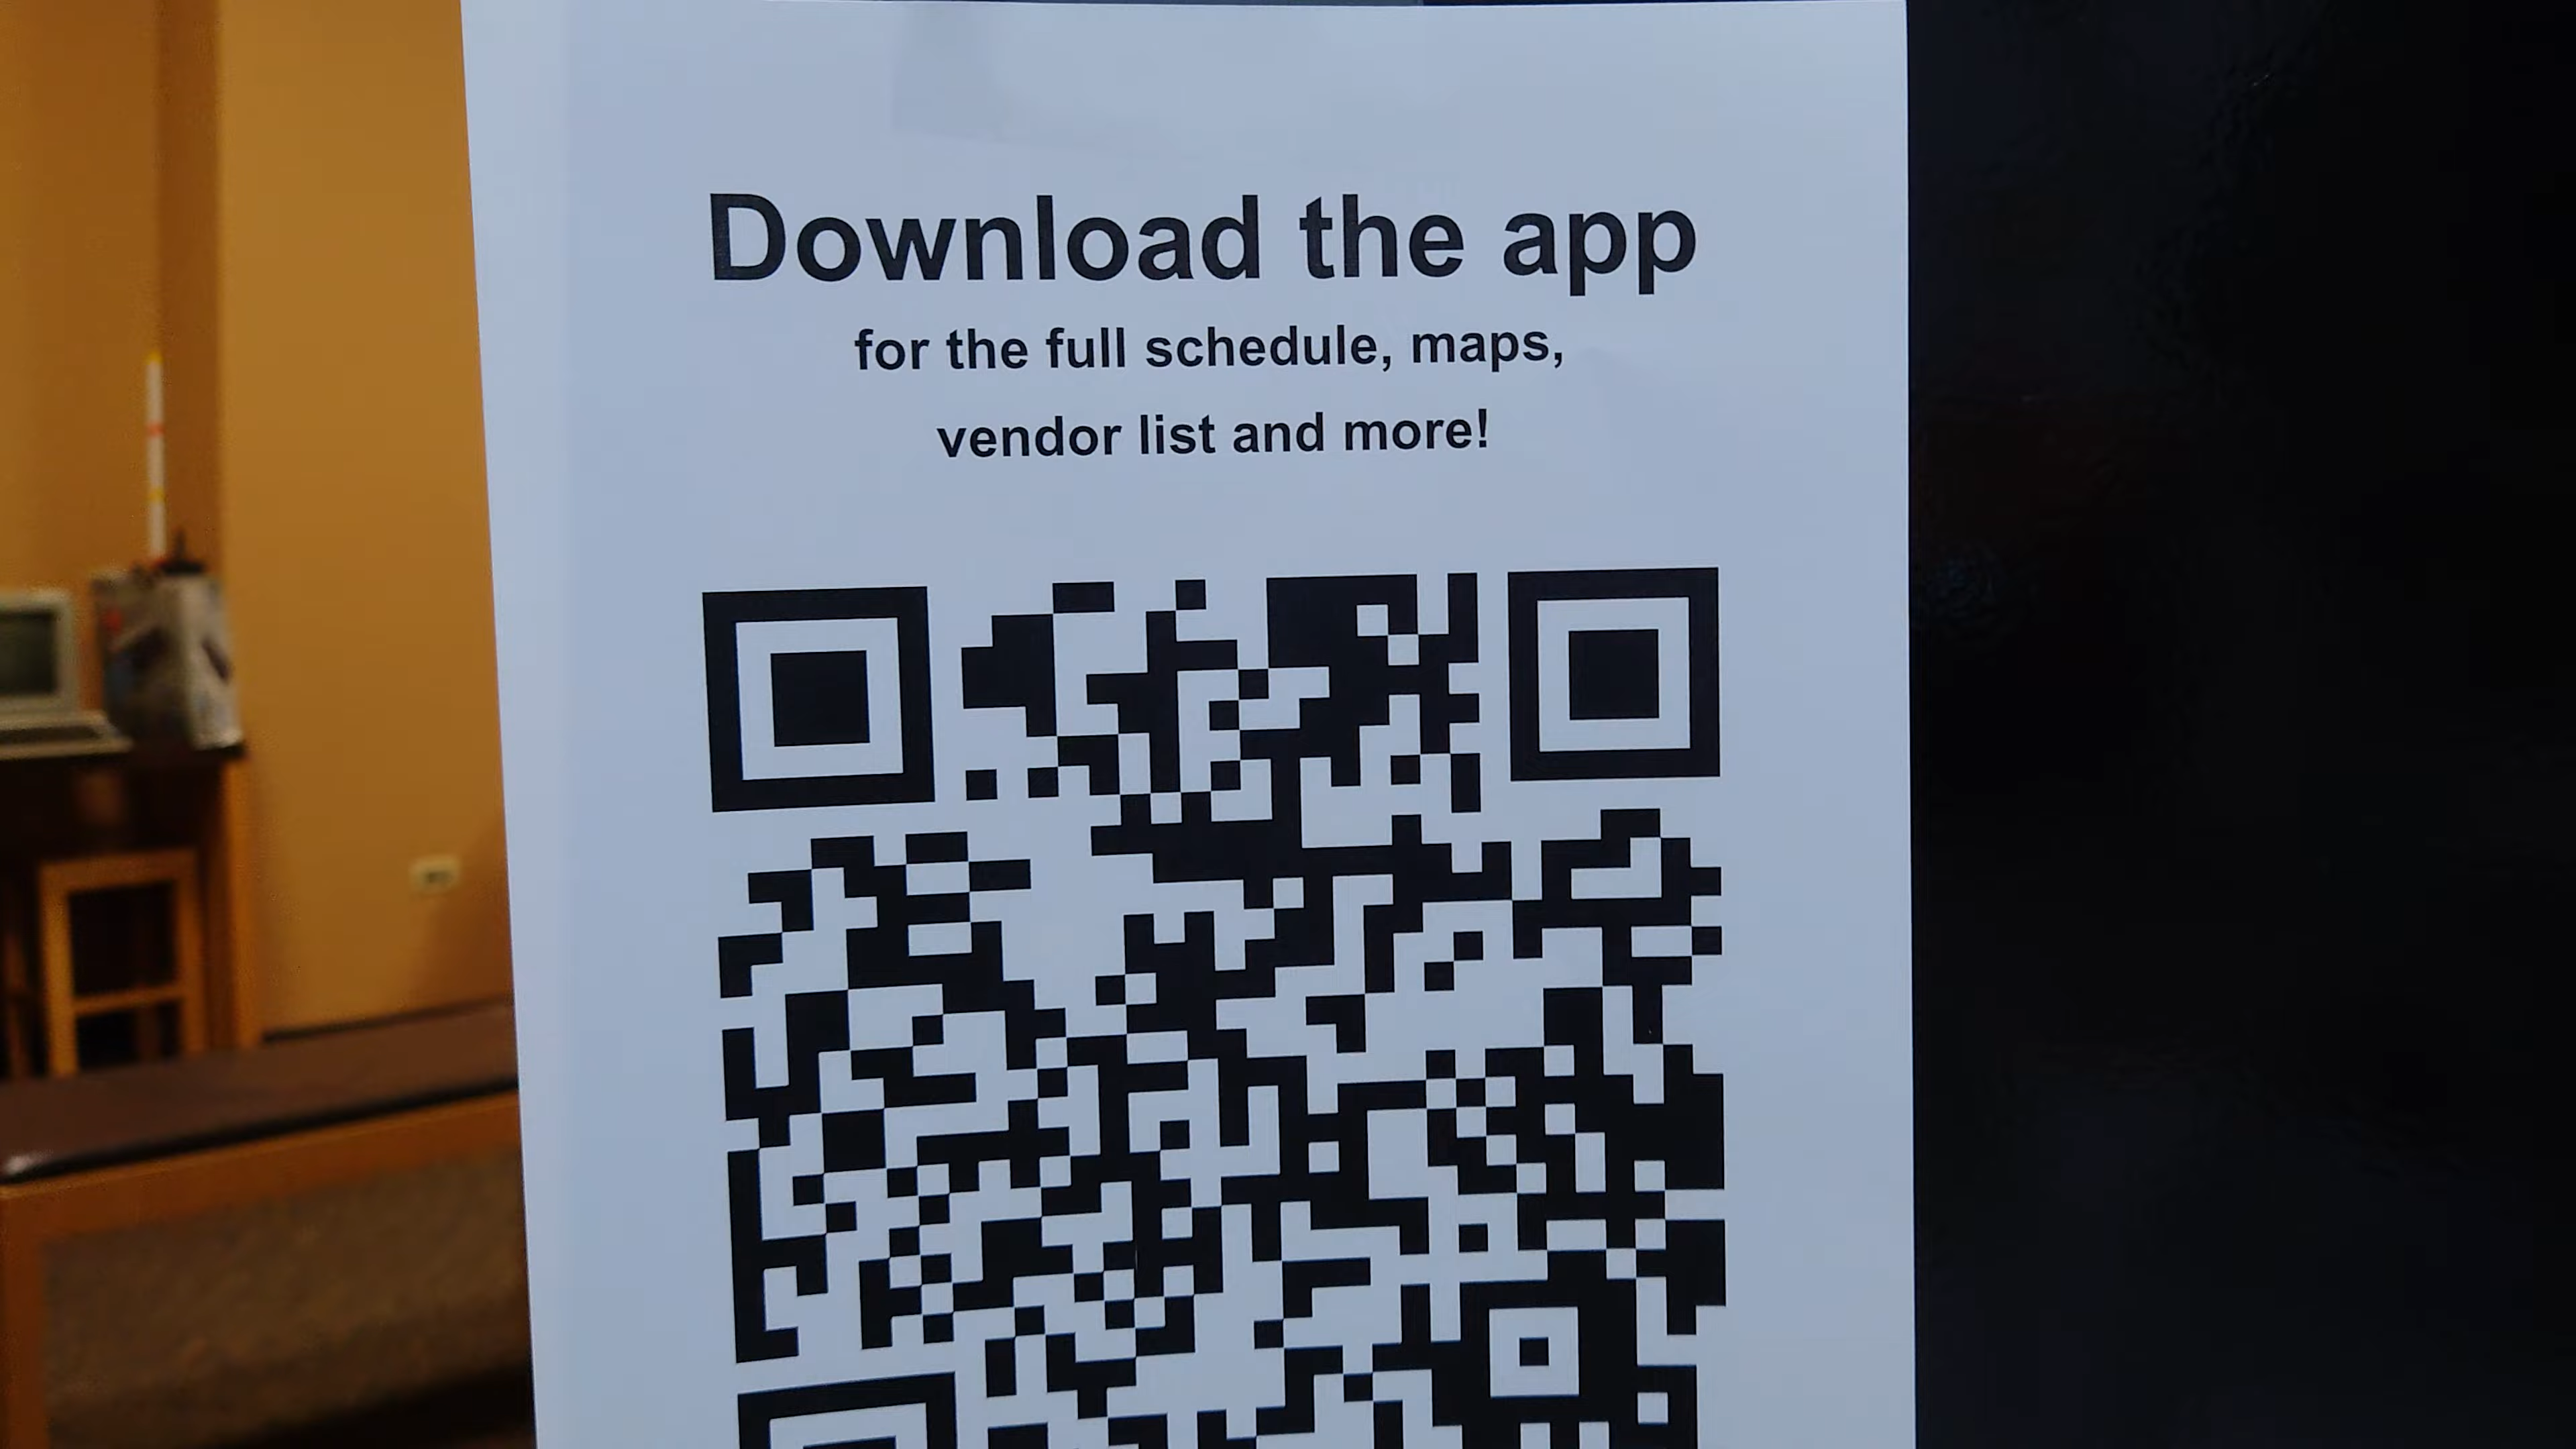 Download the app
for the full schedule, maps,
vendor list and more!